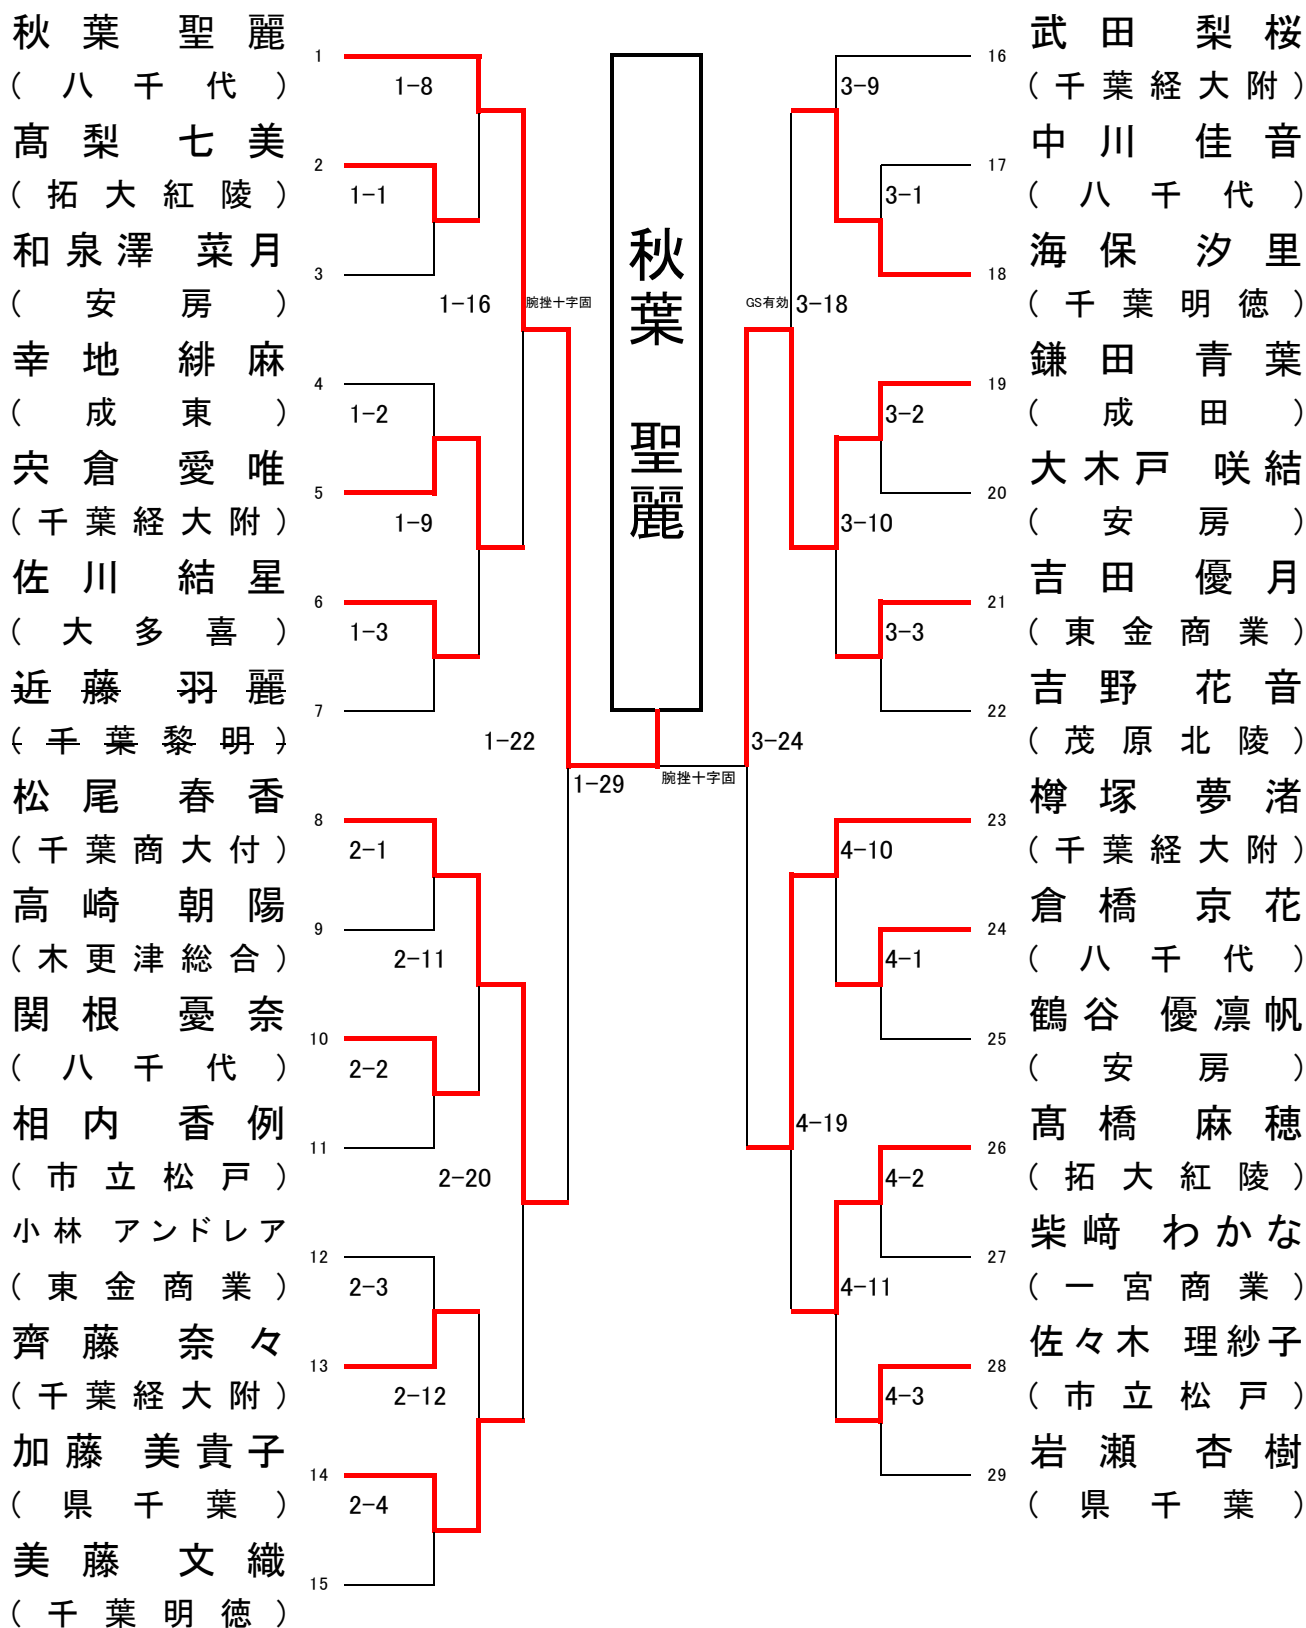 秋葉 聖麗
1
(八千代)
1-8
髙梨 七美
2
(拓大紅陵)
1-1
和泉澤 菜月
3
(安房)
1-16
腕挫十字固
幸地 緋麻
4
(成東)
1-2
宍倉 愛唯
5
(千葉経大附)
1-9
佐川 結星
6
(大多喜)
1-3
近藤 羽麗
7
(千葉黎明)
1-22
1-29
松尾 春香
8
(千葉商大付)
2-1
高崎 朝陽
9
(木更津総合)
2-11
関根 憂奈
10
(八千代)
2-2
相内 香例
11
(市立松戸)
2-20
小林 アンドレア
12
(東金商業)
2-3
齊藤 奈々
13
(千葉経大附)
2-12
加藤 美貴子
14
(県千葉)
2-4
美藤 文織
15
(千葉明徳)
秋葉 聖麗
腕挫十字固
武田 梨桜
16
(千葉経大附)
3-9
中川 佳音
17
(八千代)
3-1
海保 汐里
18
(千葉明徳)
GS有効
3-18
鎌田 青葉
19
(成田)
3-2
大木戸 咲結
20
(安房)
3-10
吉田 優月
21
(東金商業)
3-3
吉野 花音
22
(茂原北陵)
3-24
樽塚 夢渚
23
(千葉経大附)
4-10
倉橋 京花
24
(八千代)
4-1
鶴谷 優凛帆
25
(安房)
4-19
髙橋 麻穂
26
(拓大紅陵)
4-2
柴﨑 わかな
27
(一宮商業)
4-11
佐々木 理紗子
28
(市立松戸)
4-3
岩瀬 杏樹
29
(県千葉)